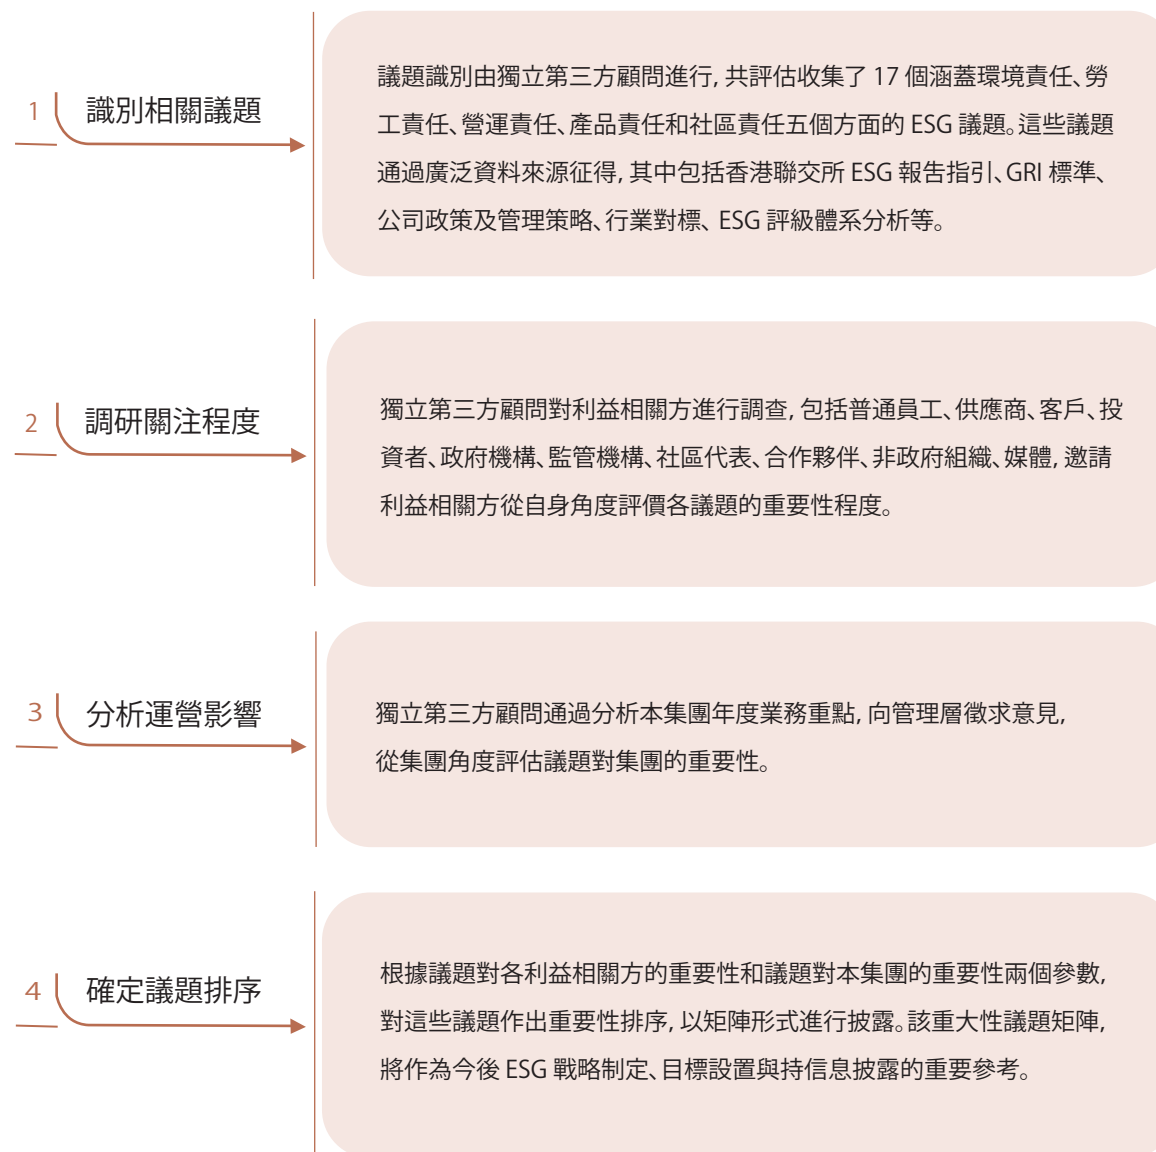 1
識別相關議題
議題識別由獨立第三方顧問進行, 共評估收集了 17 個涵蓋環境責任、勞
工責任、營運責任、產品責任和社區責任五個方面的 ESG 議題。這些議題
通過廣泛資料來源征得, 其中包括香港聯交所 ESG 報告指引、GRI 標準、
公司政策及管理策略、行業對標、ESG 評級體系分析等。
2
調研關注程度
獨立第三方顧問對利益相關方進行調查, 包括普通員工、供應商、客戶、投
資者、政府機構、監管機構、社區代表、合作夥伴、非政府組織、媒體, 邀請
利益相關方從自身角度評價各議題的重要性程度。
3
分析運營影響
獨立第三方顧問通過分析本集團年度業務重點, 向管理層徵求意見,
從集團角度評估議題對集團的重要性。
4
確定議題排序
根據議題對各利益相關方的重要性和議題對本集團的重要性兩個參數,
對這些議題作出重要性排序, 以矩陣形式進行披露。該重大性議題矩陣,
將作為今後 ESG 戰略制定、目標設置與持信息披露的重要參考。